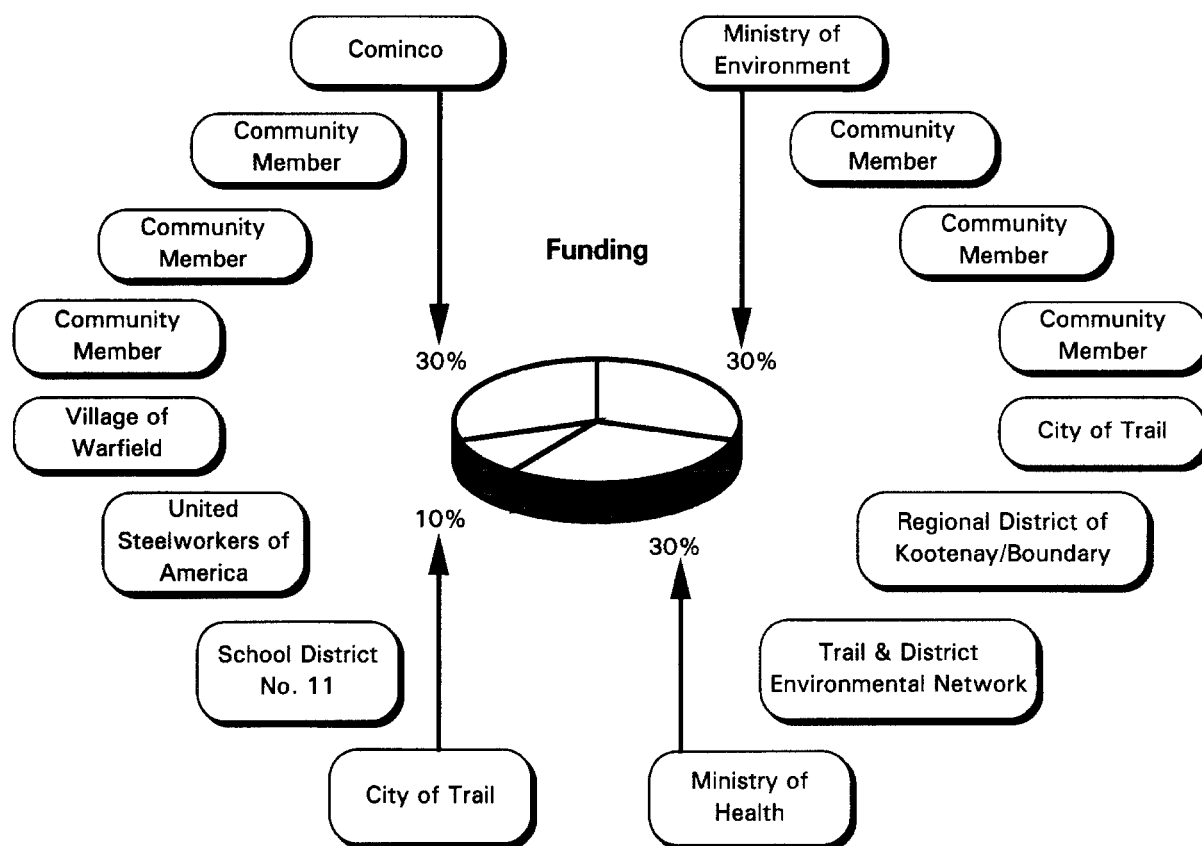 Cominco
Ministry of
Environment
Community
Member
Community
Member
Community
Member
Community
Member
Funding
Community
Member
Community
Member
30%
30%
Village of
Warfield
City of Trail
United
Steelworkers of
America
10%
30%
Regional District of
Kootenay/Boundary
School District
No. 11
Trail & District
Environmental Network
City of Trail
Ministry of
Health